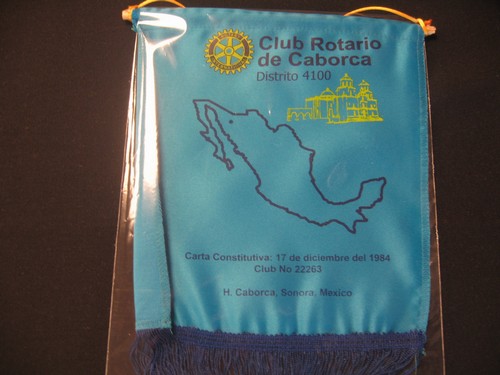 Club Rotario
de Caborca
Distrito 4100
Carta Constitutiva: 17 de diciembre del 1984
Club No 22263
H. Caborca, Sonora, Mexico